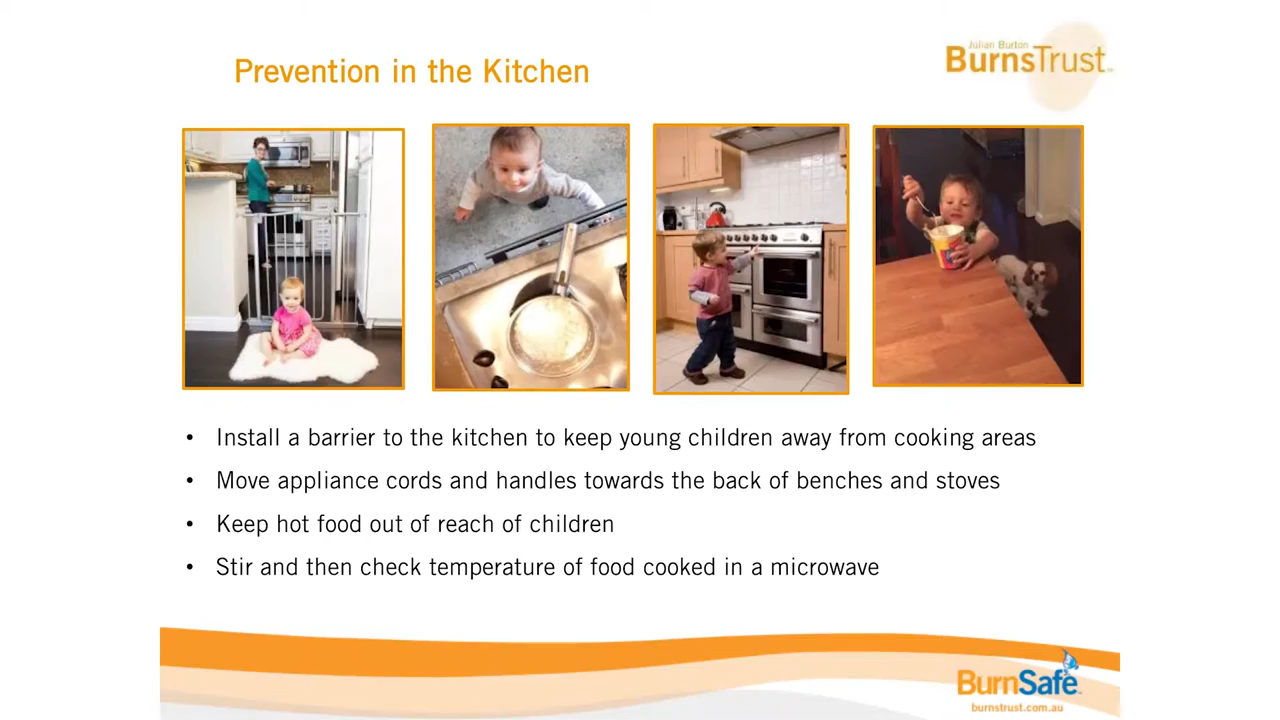 Prevention in the Kitchen
Julian Burton
BurnsTrust
• Install a barrier to the kitchen to keep young children away from cooking areas
• Move appliance cords and handles towards the back of benches and stoves
• Keep hot food out of reach of children
• Stir and then check temperature of food cooked in a microwave
BurnSafe
burnstrust.com.au